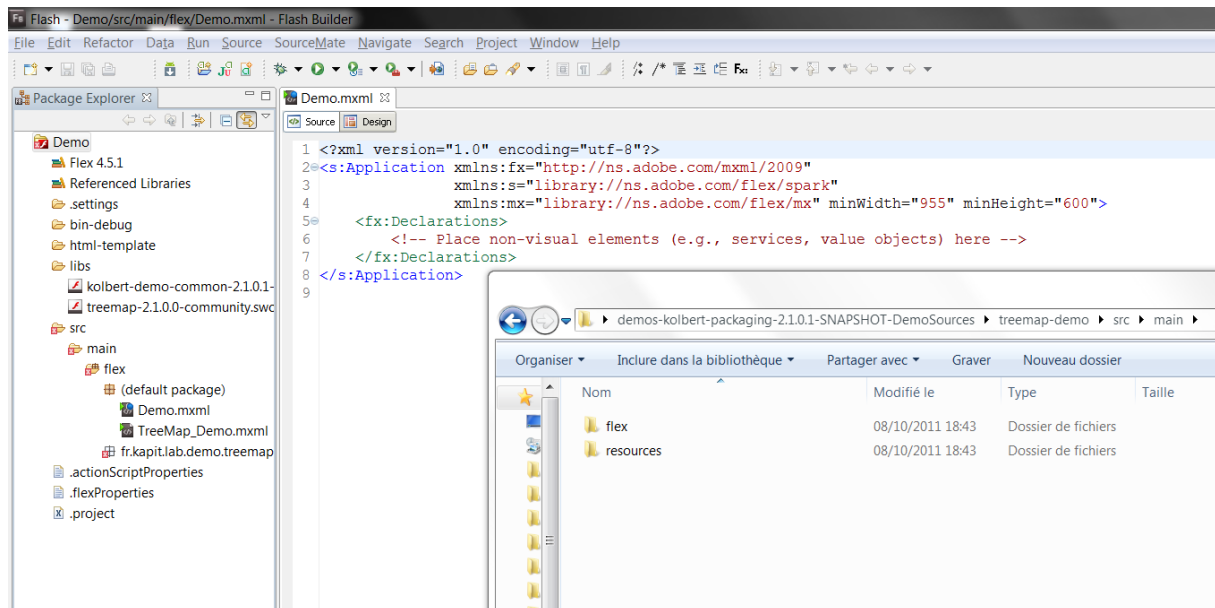 Fs Flash - Demo/src/main/flex/Demo.mxml - Flash Builder
File Edit Refactor Data Run Source SourceMate Navigate Search Project Window Help
Package Explorer
Demo.mxml
Source Design
Demo
Flex 4.5.1
Referenced Libraries
.settings
bin-debug
html-template
libs
kolbert-demo-common-2.1.0.1-
treemap-2.1.0.0-community.swc
src
main
flex
(default package)
Demo.mxml
TreeMap_Demo.mxml
fr.kapit.lab.demo.treemap
.actionScriptProperties
.flexProperties
.project
1 <?xml version="1.0" encoding="utf-8"?>
2 <s:Application xmlns:fx="http://ns.adobe.com/mxml/2009"
3 xmlns:s="library://ns.adobe.com/flex/spark"
4 xmlns:mx="library://ns.adobe.com/flex/mx" minWidth="955" minHeight="600">
5 <fx:Declarations>
6 <!-- Place non-visual elements (e.g., services, value objects) here -->
7 </fx:Declarations>
8 </s:Application>
9
demos-kolbert-packaging-2.1.0.1-SNAPSHOT-DemoSources treemap-demo src main
Organiser Inclure dans la bibliothèque Partager avec Graver Nouveau dossier
Nom Modifié le Type Taille
flex 08/10/2011 18:43 Dossier de fichiers
resources 08/10/2011 18:43 Dossier de fichiers